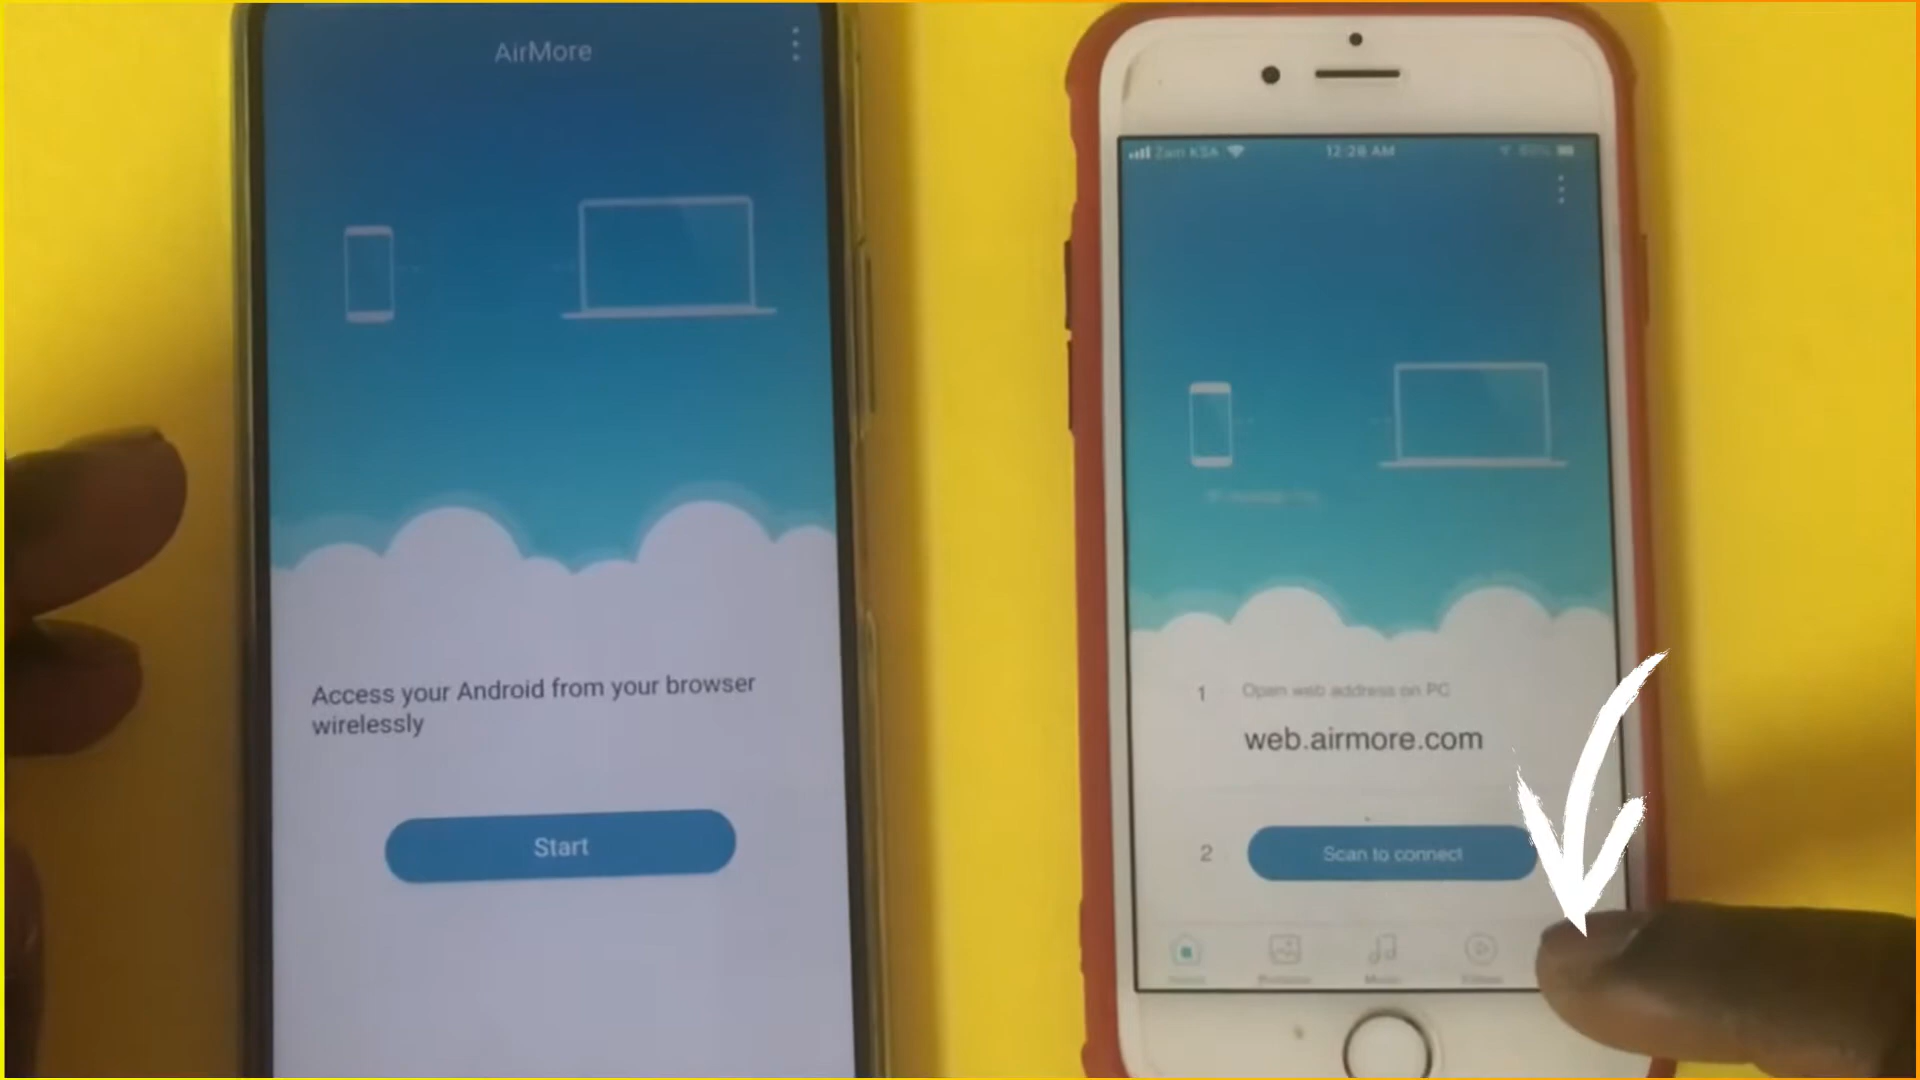 AirMore
Access your Android from your browser
wirelessly
Start
Zain KSA
12:28 AM
1
Open web address on PC
web.airmore.com
2
Scan to connect
Music